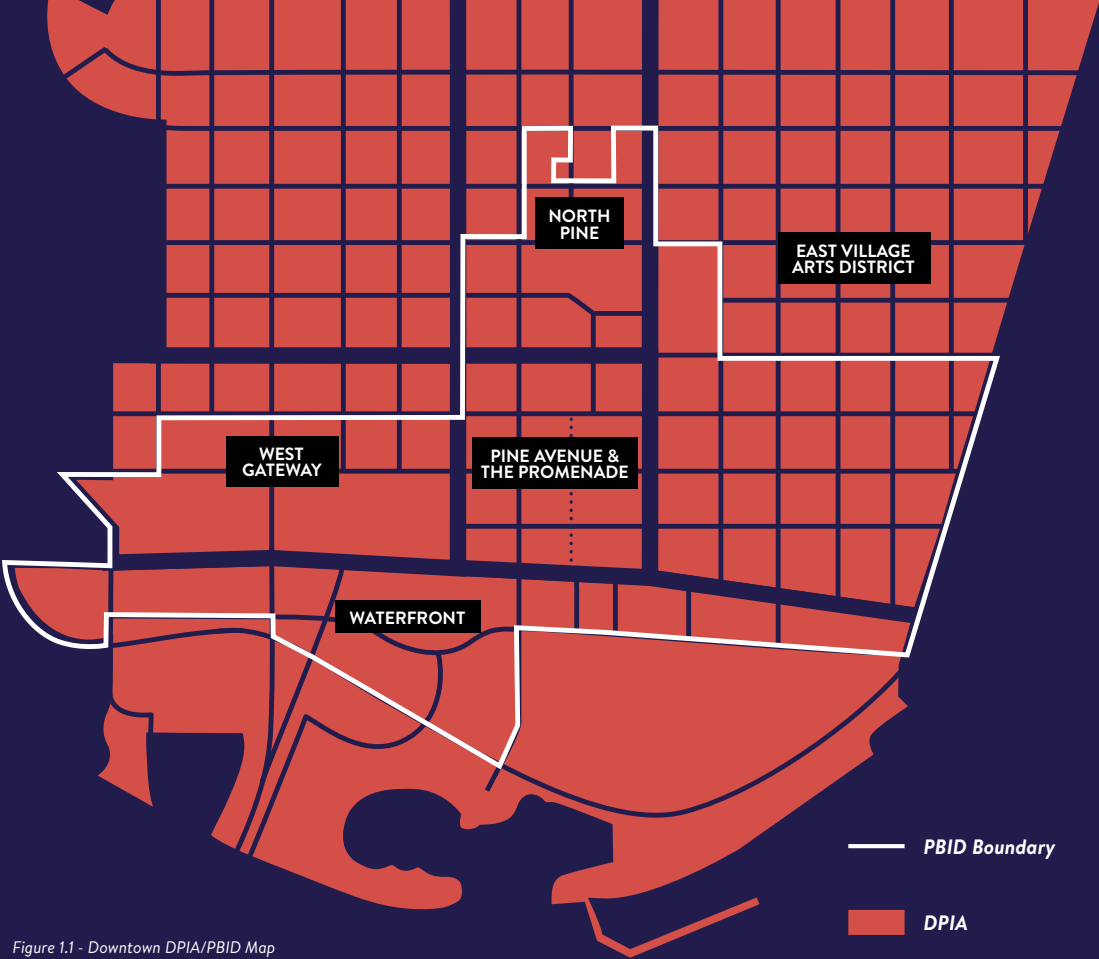 NORTH
PINE
EAST VILLAGE
ARTS DISTRICT
WEST
GATEWAY
PINE AVENUE &
THE PROMENADE
WATERFRONT
PBID Boundary
DPIA
Figure 1.1 - Downtown DPIA/PBID Map